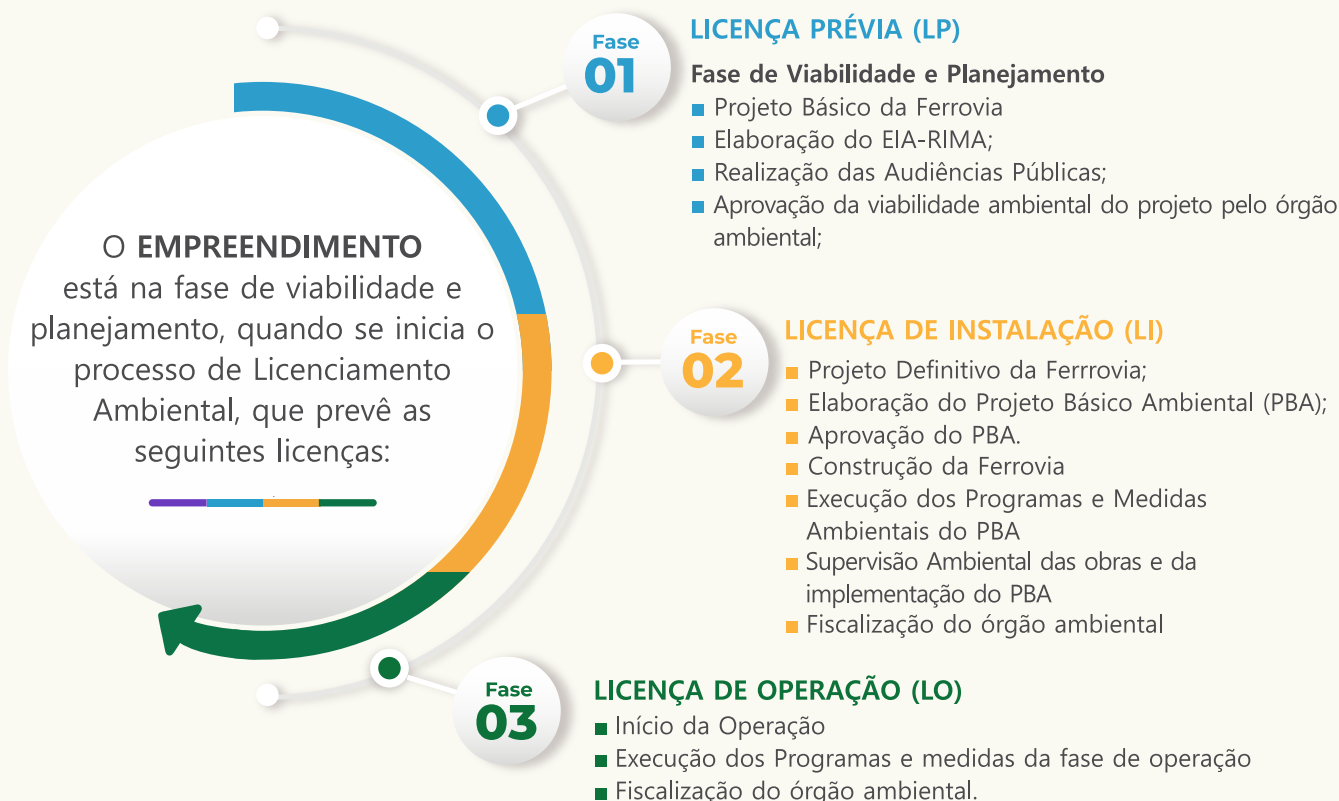 O EMPREENDIMENTO
está na fase de viabilidade e
planejamento, quando se inicia o
processo de Licenciamento
Ambiental, que prevê as
seguintes licenças:
Fase
01
LICENÇA PRÉVIA (LP)
Fase de Viabilidade e Planejamento
Projeto Básico da Ferrovia
Elaboração do EIA-RIMA;
Realização das Audiências Públicas;
Aprovação da viabilidade ambiental do projeto pelo órgão
ambiental;
Fase
02
LICENÇA DE INSTALAÇÃO (LI)
Projeto Definitivo da Ferrrovia;
Elaboração do Projeto Básico Ambiental (PBA);
Aprovação do PBA.
Construção da Ferrovia
Execução dos Programas e Medidas
Ambientais do PBA
Supervisão Ambiental das obras e da
implementação do PBA
Fiscalização do órgão ambiental
Fase
03
LICENÇA DE OPERAÇÃO (LO)
Início da Operação
Execução dos Programas e medidas da fase de operação
Fiscalização do órgão ambiental.